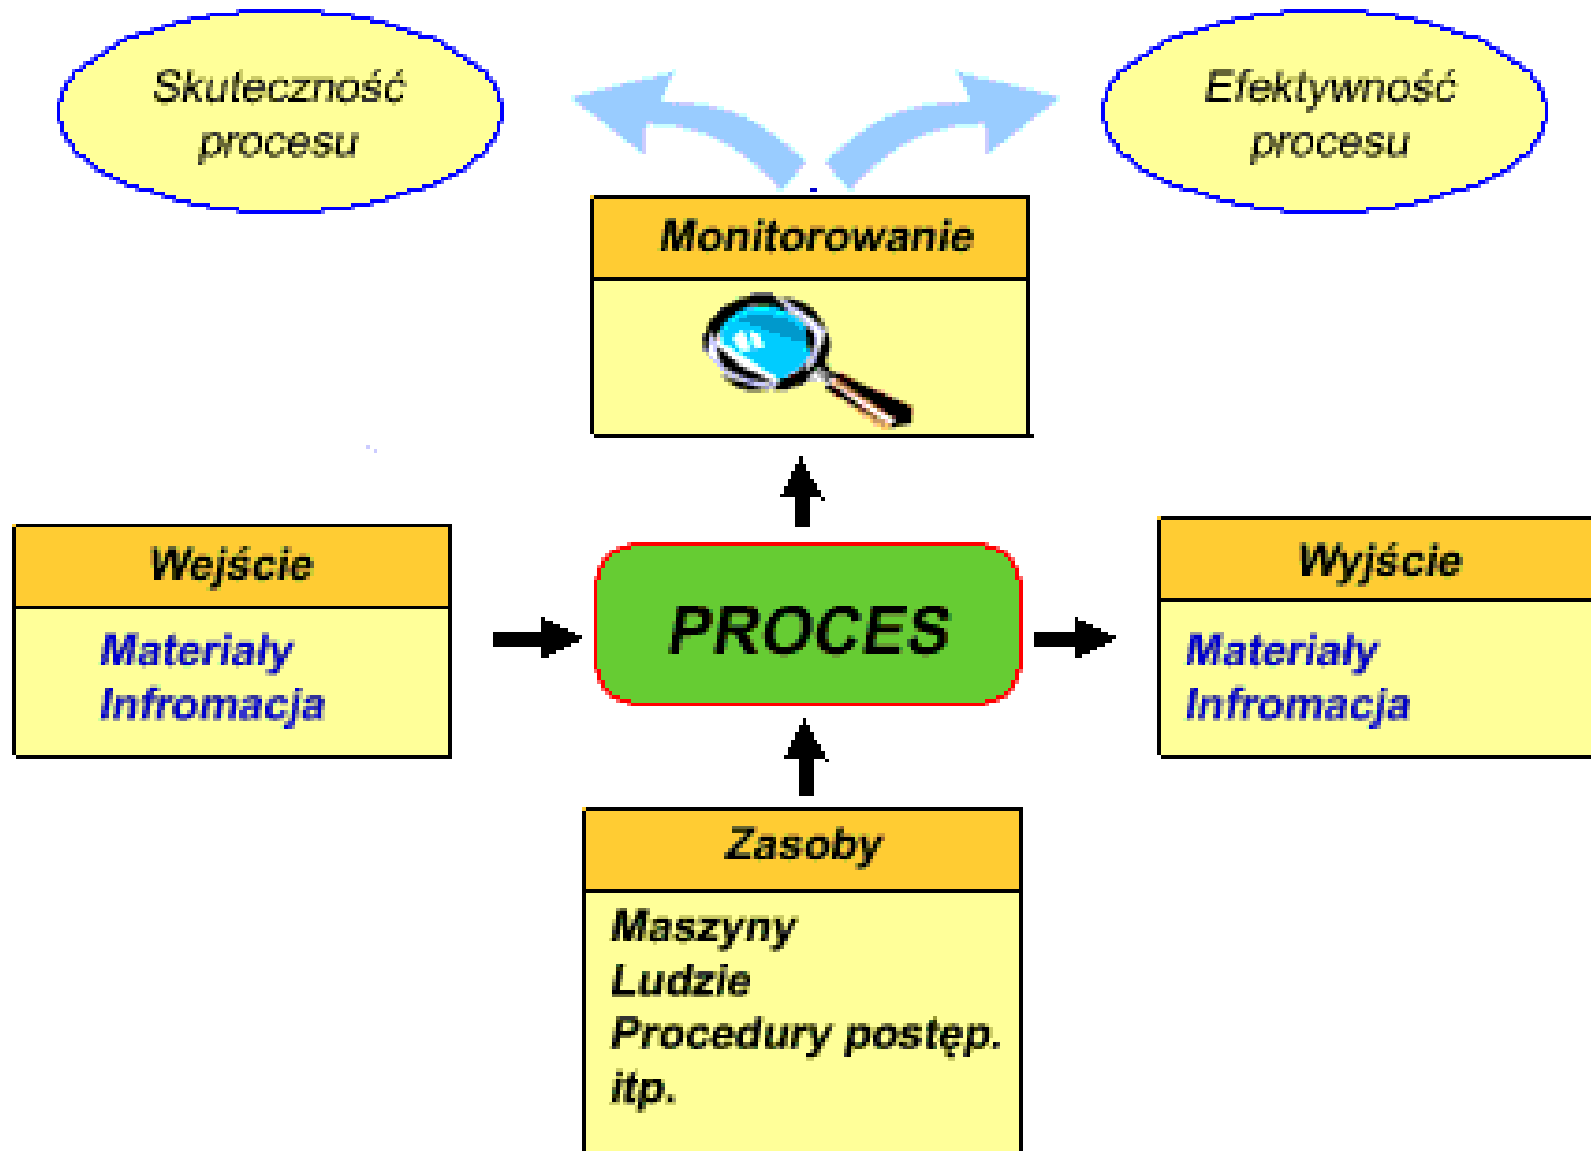 Skuteczność
procesu
Efektywność
procesu
Monitorowanie
Wejście
Materiały
Infromacja
PROCES
Wyjście
Materiały
Infromacja
Zasoby
Maszyny
Ludzie
Procedury postęp.
itp.